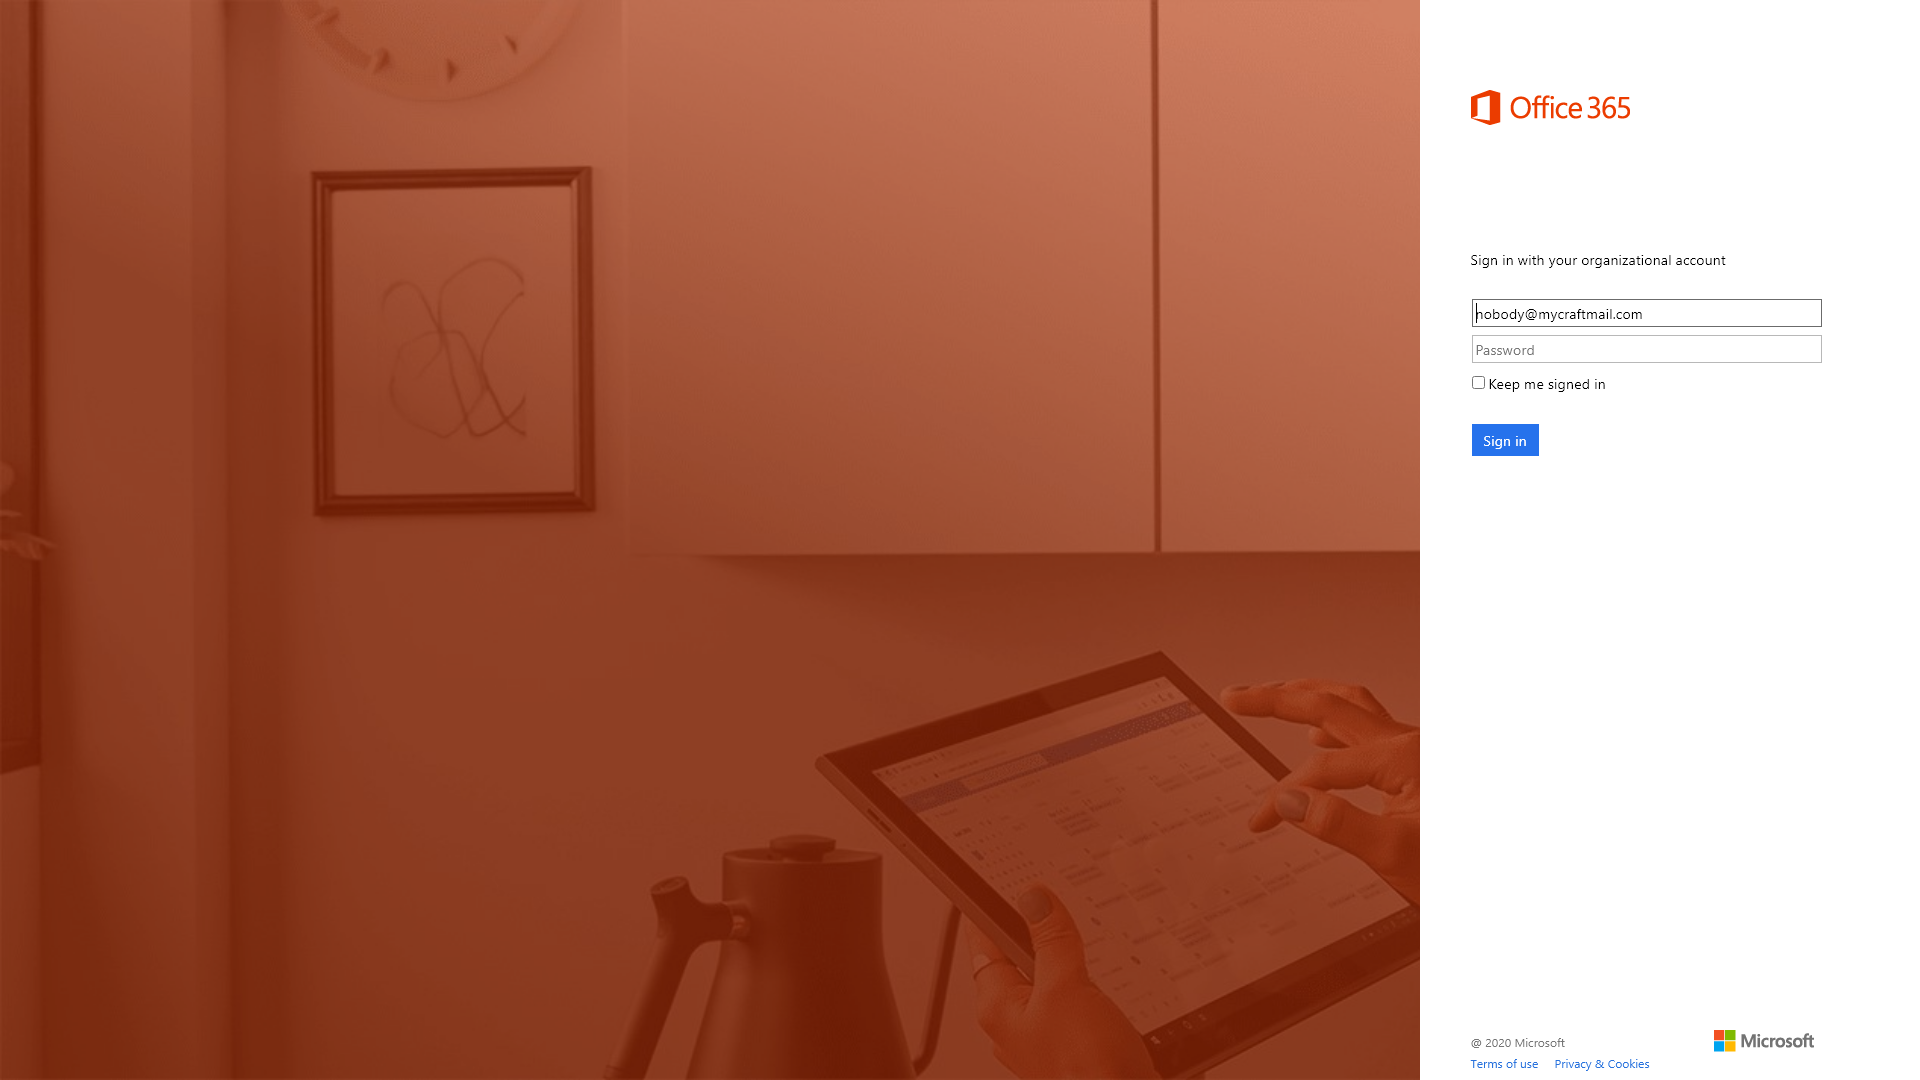 Office 365
Sign in with your organizational account
nobody@mycraftmail.com
Password
Keep me signed in
Sign in
@ 2020 Microsoft
Microsoft
Terms of use Privacy & Cookies